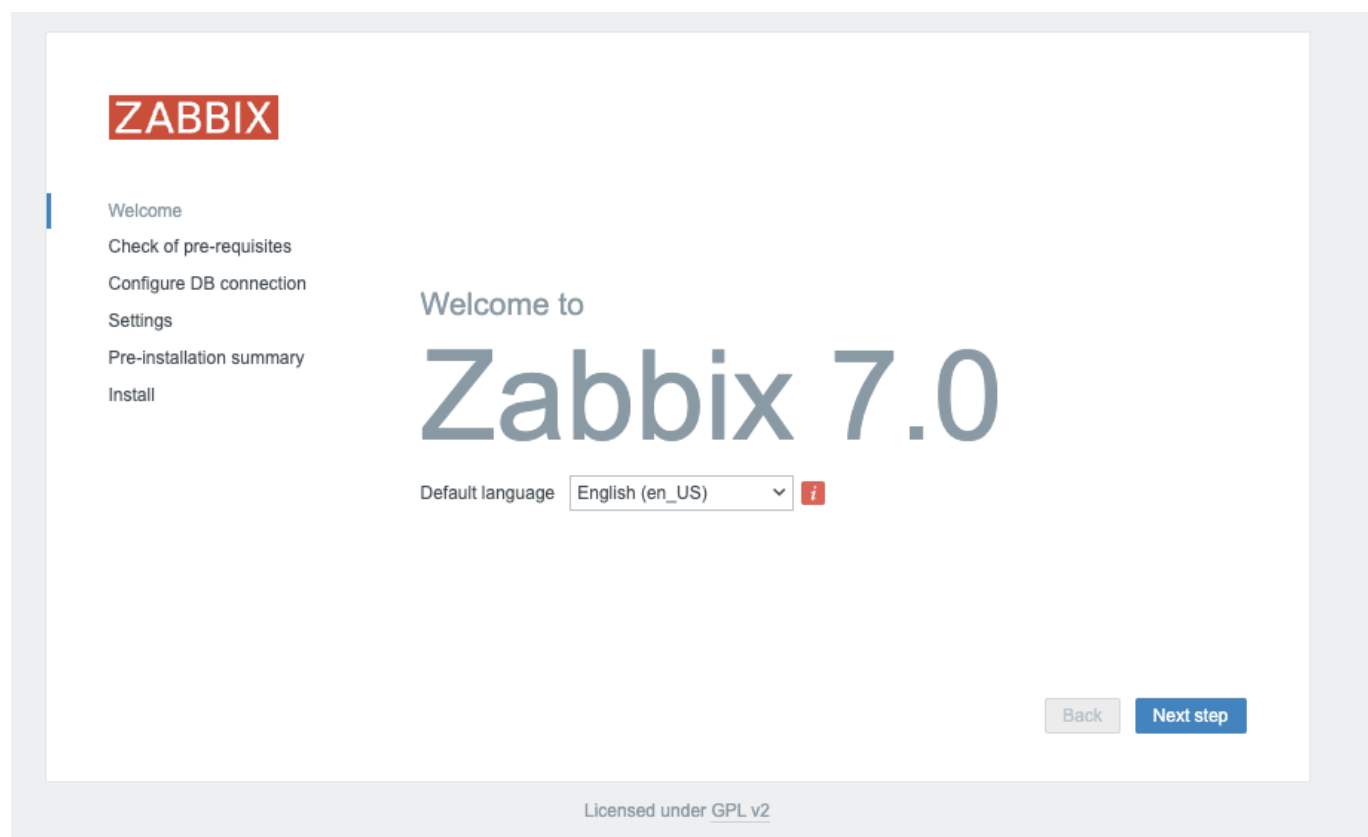 ZABBIX
Welcome
Check of pre-requisites
Configure DB connection
Settings
Pre-installation summary
Install
Welcome to
Zabbix 7.0
Default language English (en_US) i
Back Next step
Licensed under GPL v2